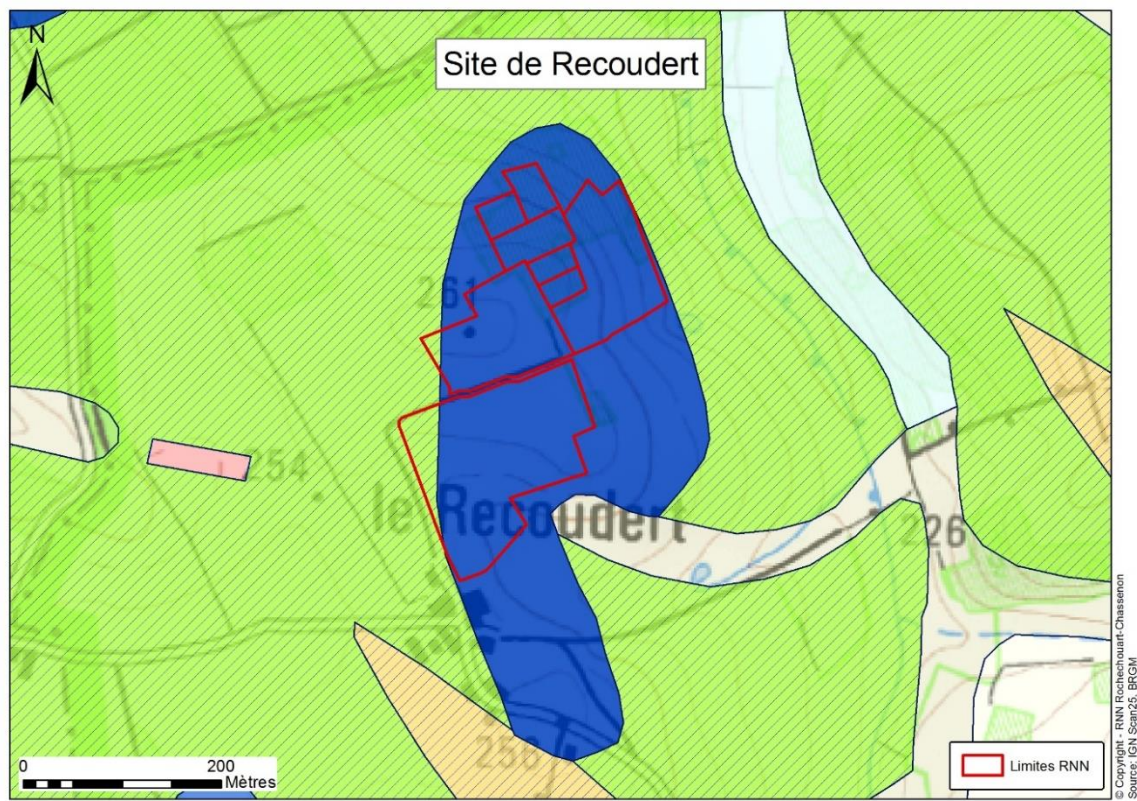 N
Site de Recoudert
53
261
254
le Recoudert
226
258
0 200
Mètres
Limites RNN
© Copyright - RNN Rochechouart-Chassenon
Source: IGN Scan25, BRGM